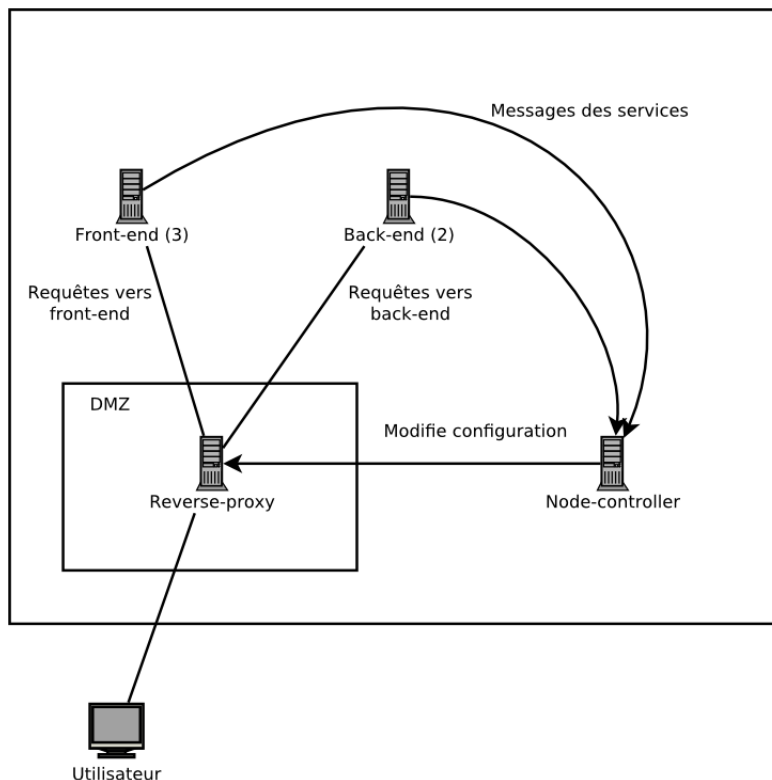 Messages des services
Front-end (3)
Back-end (2)
Requêtes vers
front-end
Requêtes vers
back-end
DMZ
Modifie configuration
Reverse-proxy
Node-controller
Utilisateur